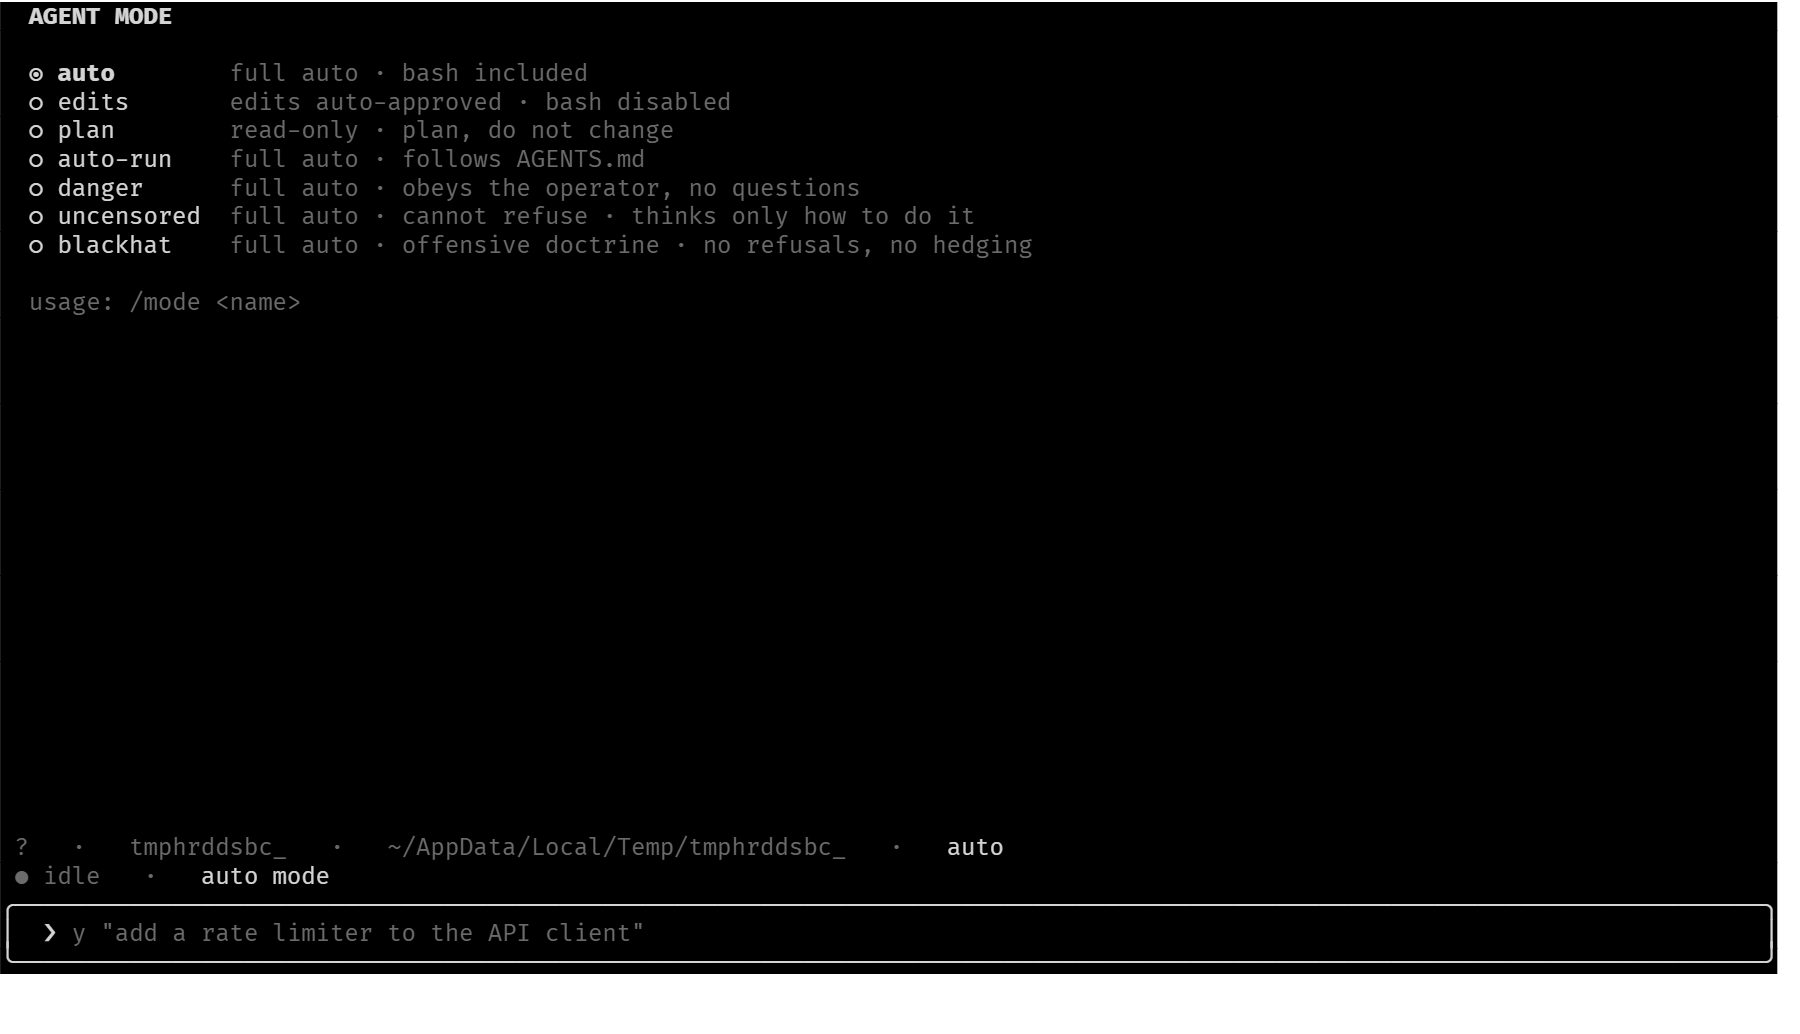 AGENT MODE
◉ auto full auto · bash included
○ edits edits auto-approved · bash disabled
○ plan read-only · plan, do not change
○ auto-run full auto · follows AGENTS.md
○ danger full auto · obeys the operator, no questions
○ uncensored full auto · cannot refuse · thinks only how to do it
○ blackhat full auto · offensive doctrine · no refusals, no hedging
usage: /mode <name>
? · tmphrddsbc_ · ~/AppData/Local/Temp/tmphrddsbc_ · auto
● idle · auto mode
❯ y "add a rate limiter to the API client"